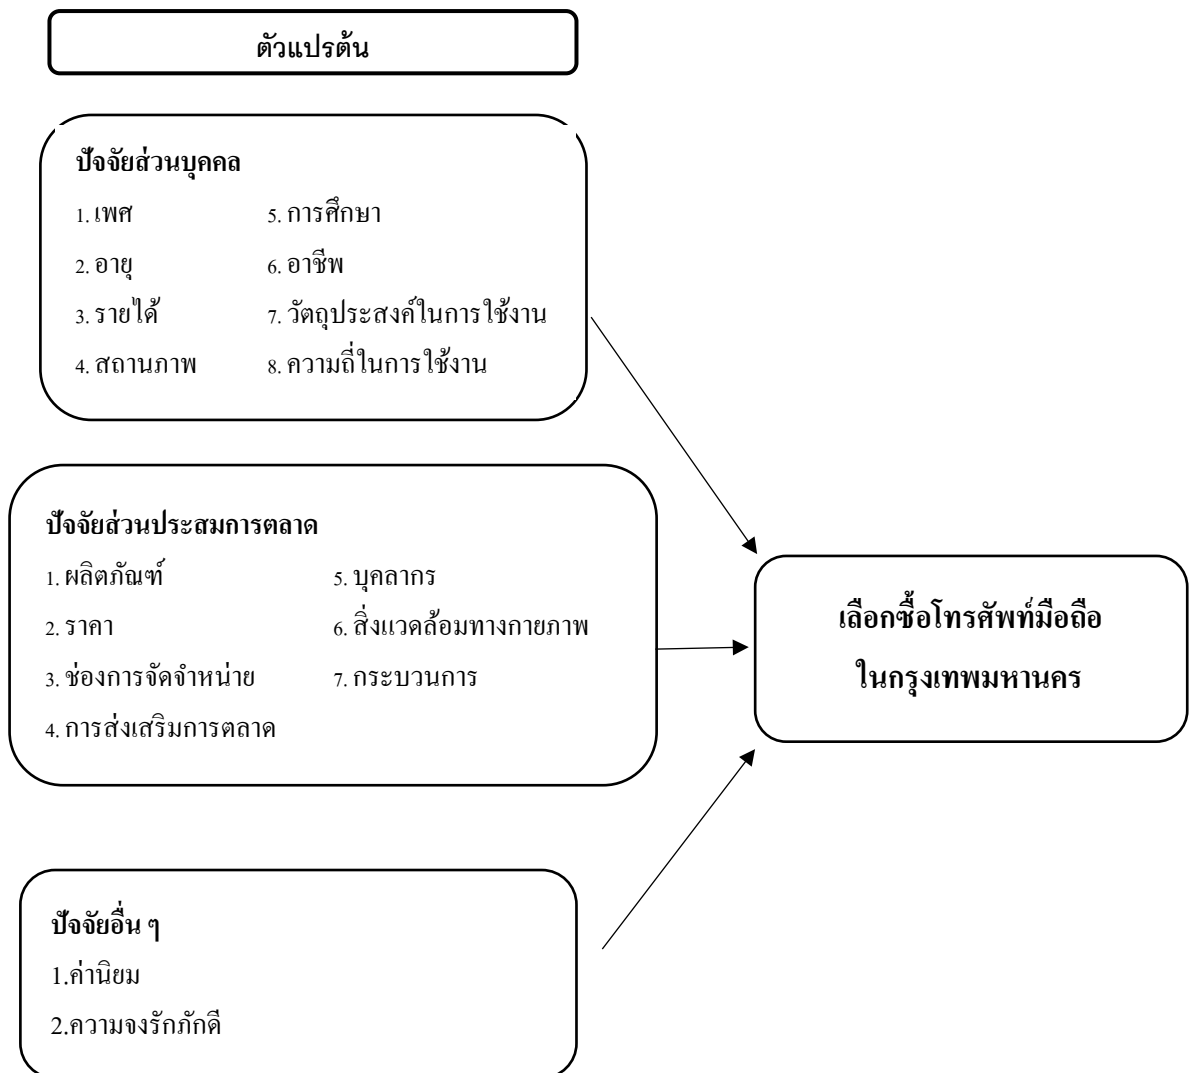 ตัวแปรต้น
ปัจจัยส่วนบุคคล
1. เพศ 5. การศึกษา
2. อายุ 6. อาชีพ
3. รายได้ 7. วัตถุประสงค์ในการใช้งาน
4. สถานภาพ 8. ความถี่ในการใช้งาน
ปัจจัยส่วนประสมการตลาด
1. ผลิตภัณฑ์ 5. บุคลากร
2. ราคา 6. สิ่งแวดล้อมทางกายภาพ
3. ช่องการจัดจำหน่าย 7. กระบวนการ
4. การส่งเสริมการตลาด
เลือกซื้อโทรศัพท์มือถือ
ในกรุงเทพมหานคร
ปัจจัยอื่น ๆ
1.ค่านิยม
2.ความจงรักภักดี